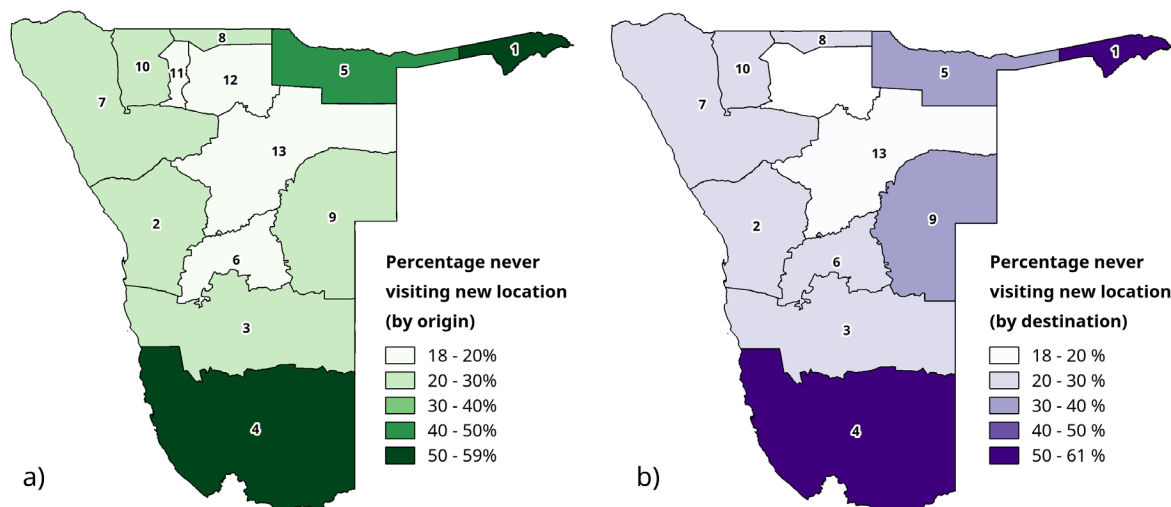 1
8
10
11
12
5
7
13
2
9
6
3
4
Percentage never
visiting new location
(by origin)
18 - 20%
20 - 30%
30 - 40%
40 - 50%
50 - 59%
a)
1
8
10
5
7
13
2
9
6
3
4
Percentage never
visiting new location
(by destination)
18 - 20 %
20 - 30 %
30 - 40 %
40 - 50 %
50 - 61 %
b)